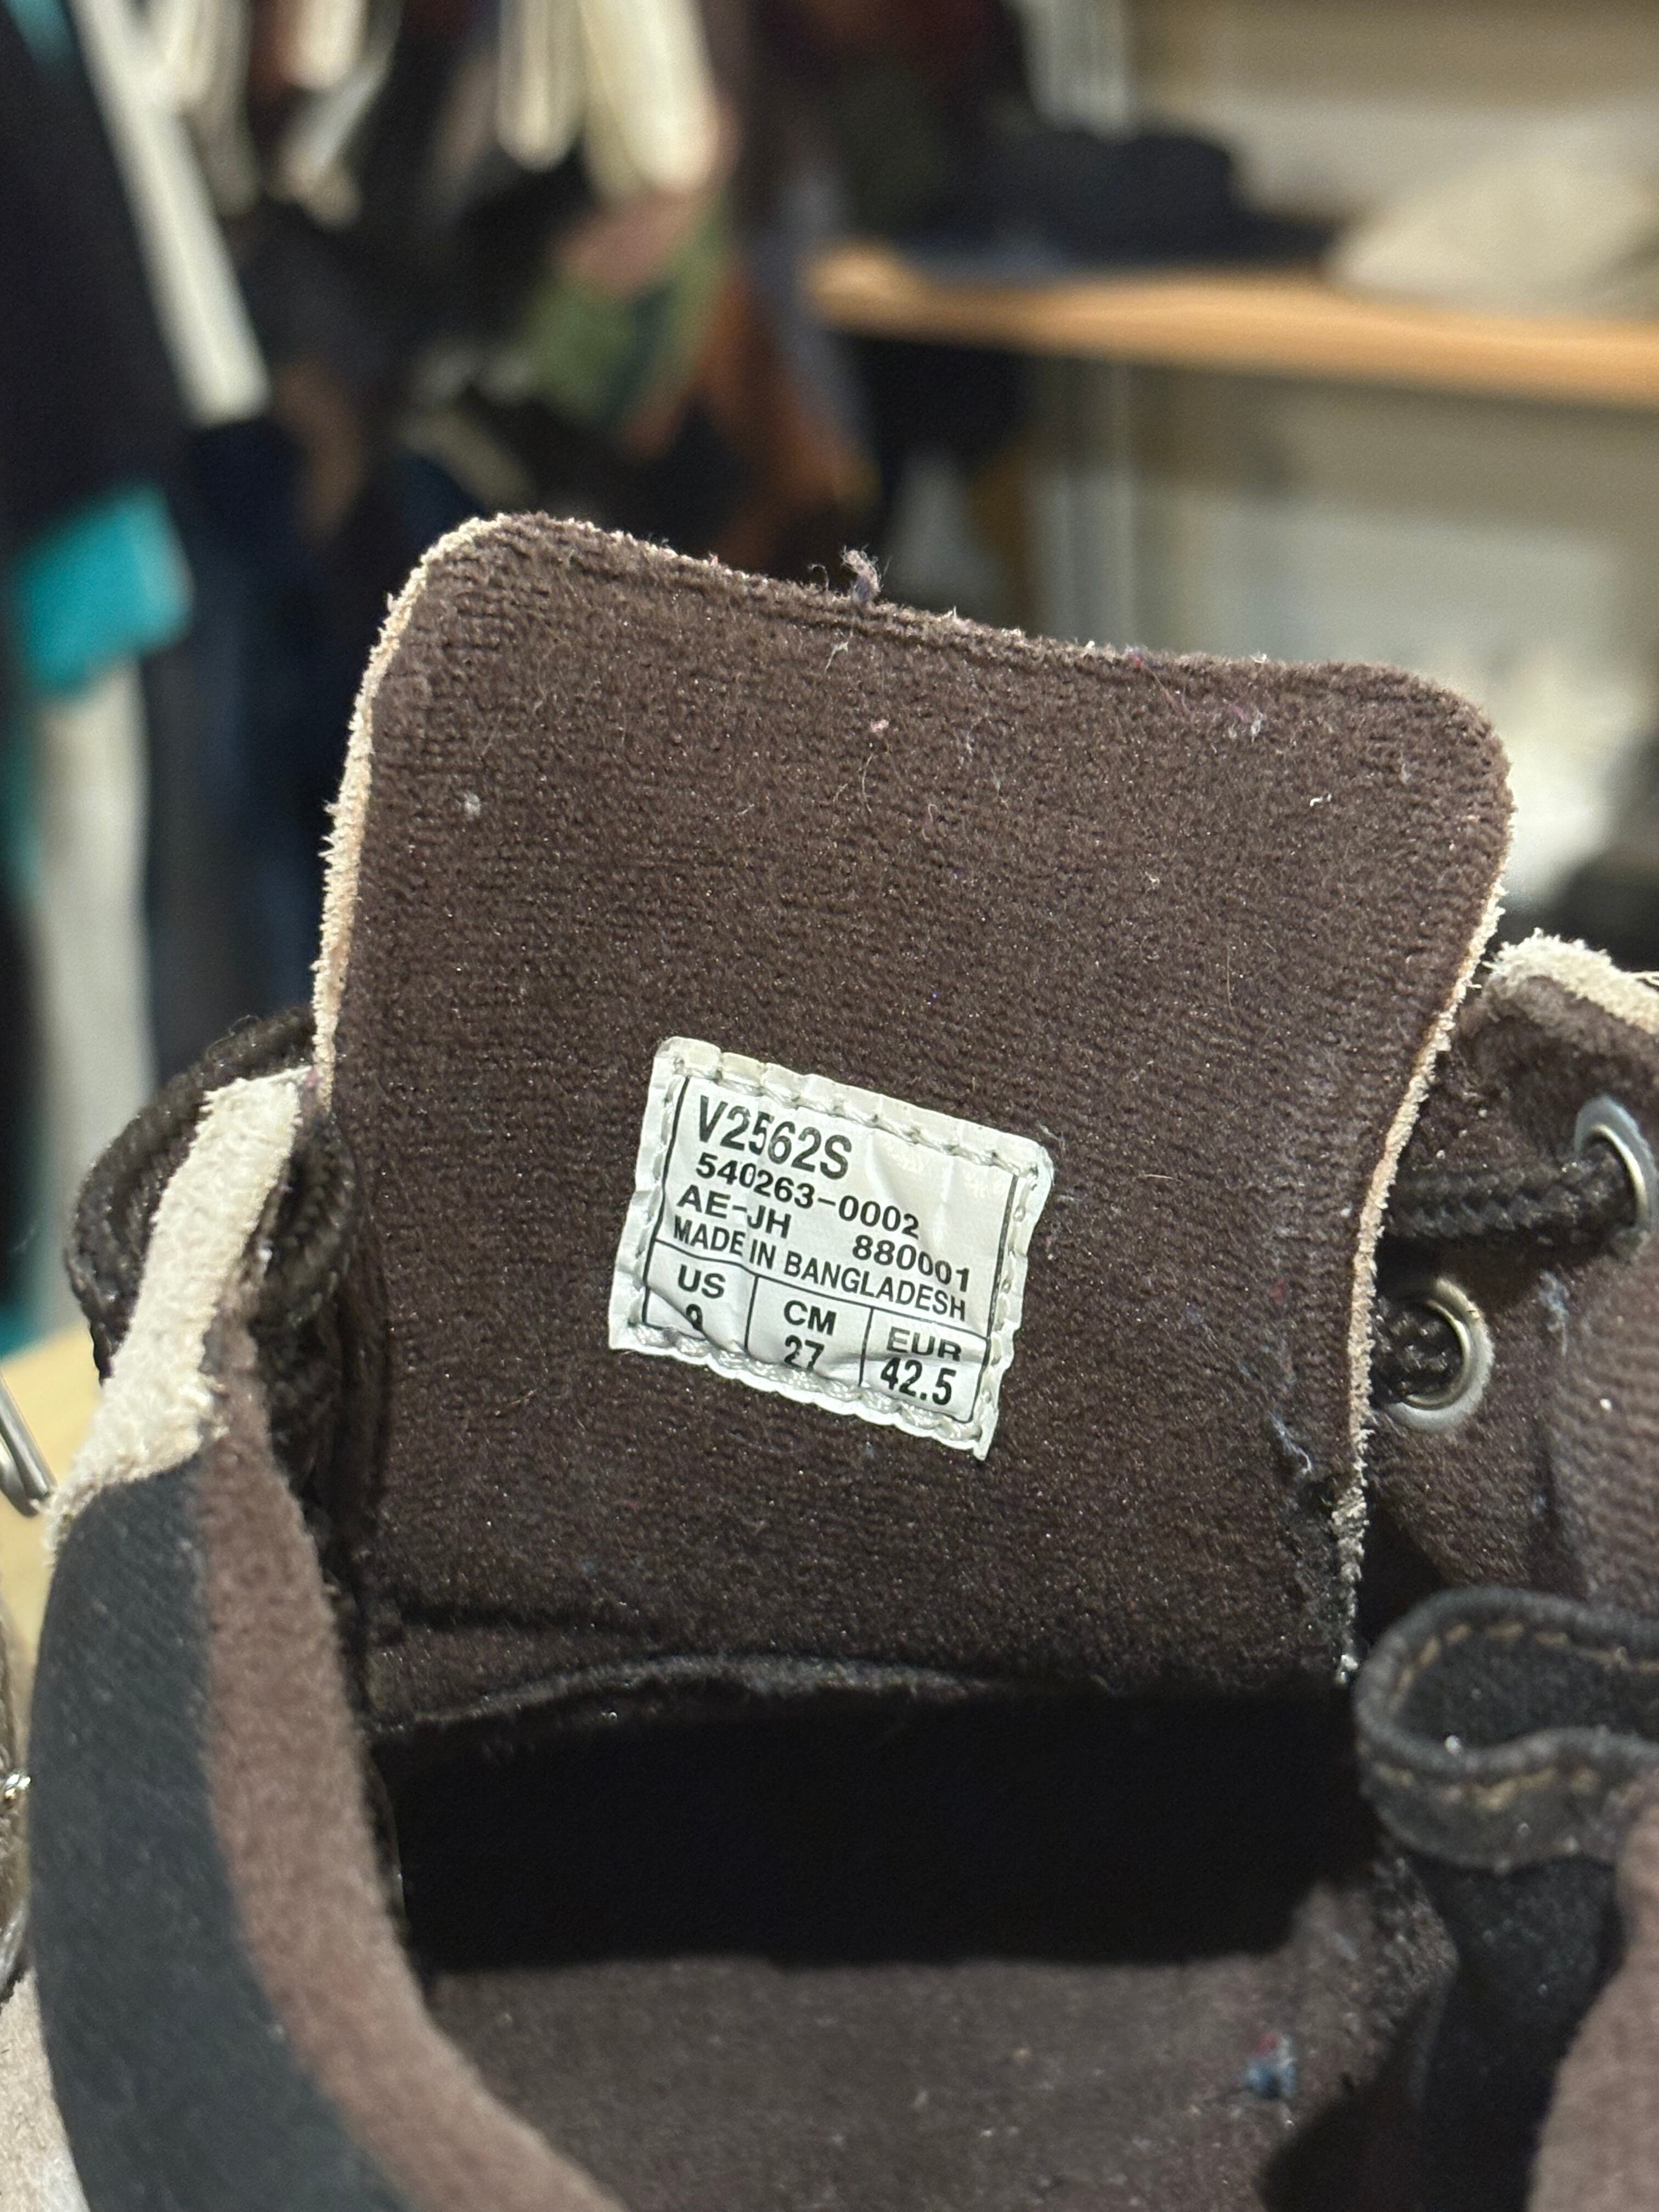 V2562S
540263-0002
AE-JH 880001
MADE IN BANGLADESH
US CM EUR
9 27 42.5